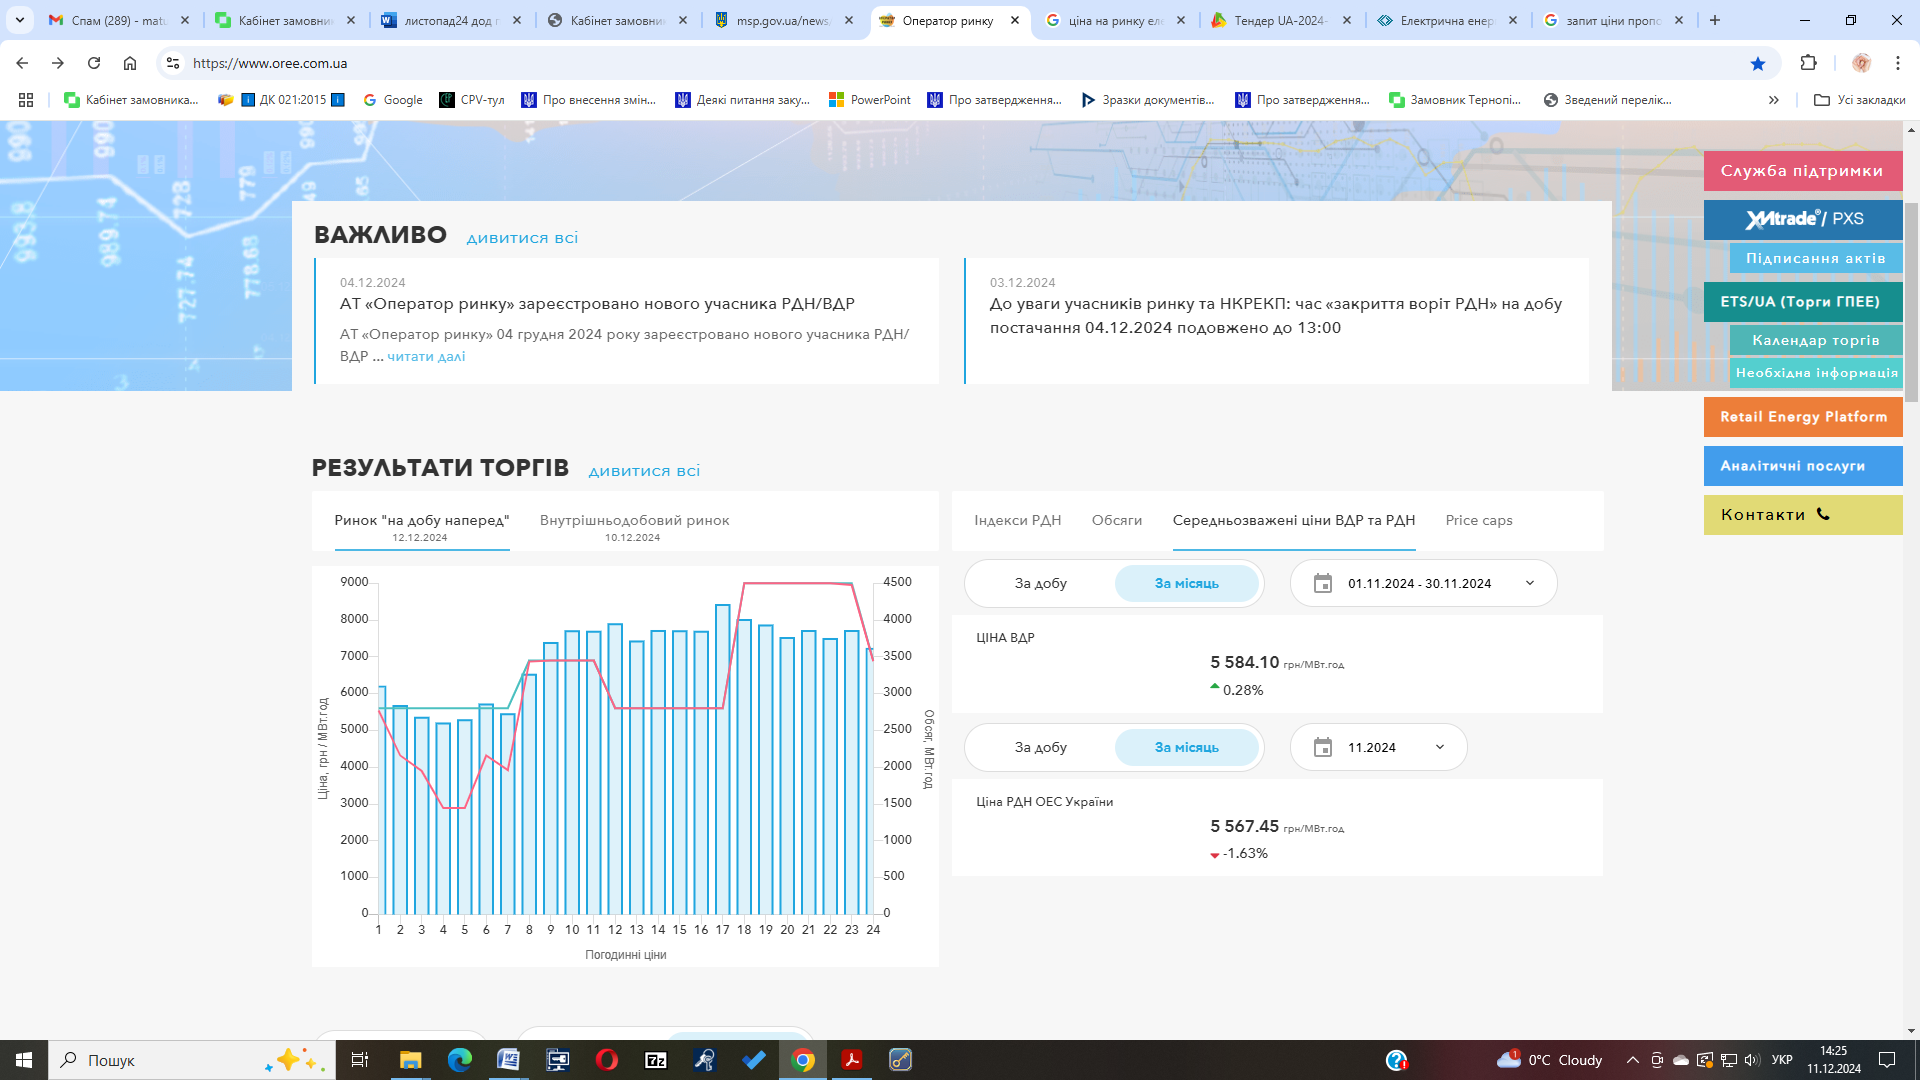 Спам (289) - matu
Кабінет замовни
листопад24 дод г
Кабінет замовни
msp.gov.ua/news/
Оператор ринку
ціна на ринку еле
Тендер UA-2024-
Електрична енер
запит ціни пропо
https://www.oree.com.ua
Кабінет замовника...
ДК 021:2015
Google
CPV-тул
Про внесення змін...
Деякі питання заку...
PowerPoint
Про затвердження...
Зразки документів...
Про затвердження...
Замовник Тернопі...
Зведений перелік...
Усі закладки
993.8
989.74
728
727.74
779
778.68
Служба підтримки
XMtrade®/ PXS
Підписання актів
ETS/UA (Торги ГПЕЕ)
Календар торгів
Необхідна інформація
Retail Energy Platform
Аналітичні послуги
Контакти
ВАЖЛИВО дивитися всі
04.12.2024
АТ «Оператор ринку» зареєстровано нового учасника РДН/ВДР
АТ «Оператор ринку» 04 грудня 2024 року зареєстровано нового учасника РДН/
ВДР ... читати далі
03.12.2024
До уваги учасників ринку та НКРЕКП: час «закриття воріт РДН» на добу
постачання 04.12.2024 подовжено до 13:00
РЕЗУЛЬТАТИ ТОРГІВ дивитися всі
Ринок "на добу наперед"
12.12.2024
Внутрішньодобовий ринок
10.12.2024
Ціна, грн / МВт.год
9000
8000
7000
6000
5000
4000
3000
2000
1000
0
4500
4000
3500
3000
2500
2000
1500
1000
500
0
Обсяг, МВт.год
1 2 3 4 5 6 7 8 9 10 11 12 13 14 15 16 17 18 19 20 21 22 23 24
Погодинні ціни
Індекси РДН Обсяги Середньозважені ціни ВДР та РДН Price caps
За добу За місяць 01.11.2024 - 30.11.2024
ЦІНА ВДР
5 584.10 грн/МВт.год
0.28%
За добу За місяць 11.2024
Ціна РДН ОЕС України
5 567.45 грн/МВт.год
-1.63%
Пошук
0°C Cloudy
УКР
14:25
11.12.2024